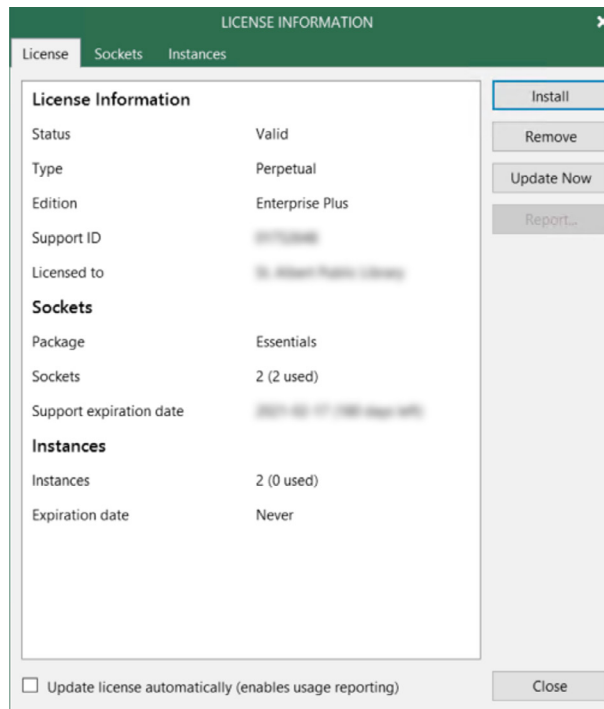 LICENSE INFORMATION
License Sockets Instances
License Information
Status Valid
Type Perpetual
Edition Enterprise Plus
Support ID
Licensed to
Sockets
Package Essentials
Sockets 2 (2 used)
Support expiration date
Instances
Instances 2 (0 used)
Expiration date Never
Install
Remove
Update Now
Report...
Update license automatically (enables usage reporting)
Close